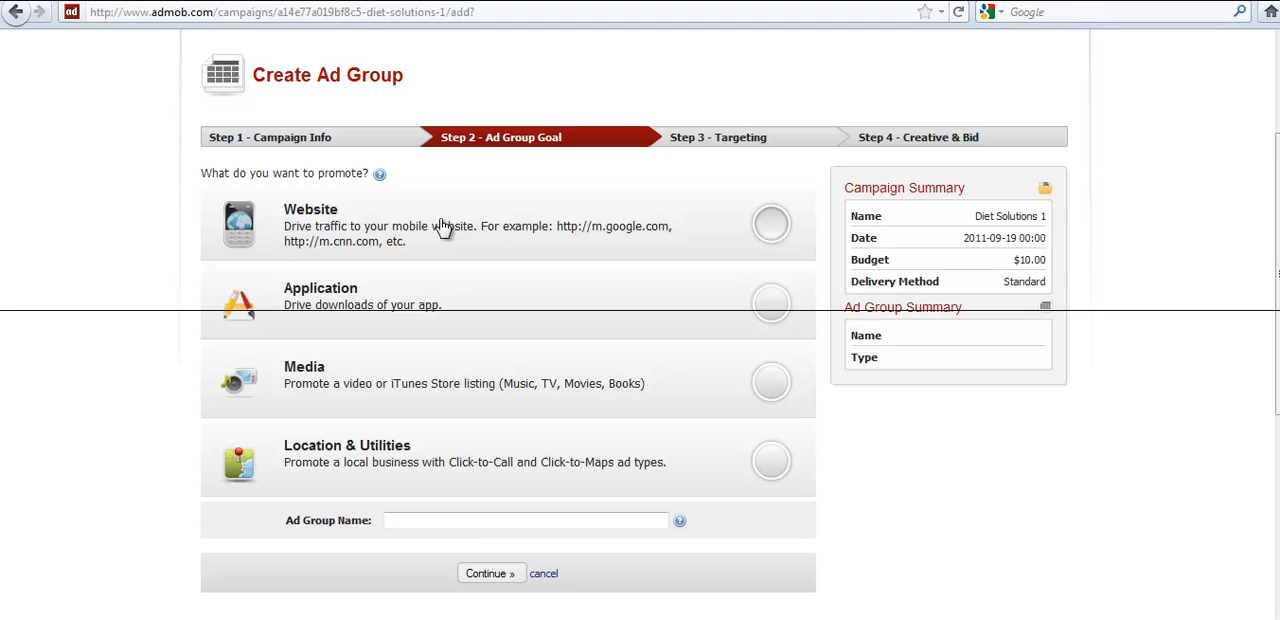 ad http://www.admob.com/campaigns/a14e77a019bf8c5-diet-solutions-1/add? Google
Create Ad Group
Step 1 - Campaign Info Step 2 - Ad Group Goal Step 3 - Targeting Step 4 - Creative & Bid
What do you want to promote? ?
Website
Drive traffic to your mobile website. For example: http://m.google.com,
http://m.cnn.com, etc.
Application
Drive downloads of your app.
Media
Promote a video or iTunes Store listing (Music, TV, Movies, Books)
Location & Utilities
Promote a local business with Click-to-Call and Click-to-Maps ad types.
Ad Group Name: ?
Continue » cancel
Campaign Summary
Name Diet Solutions 1
Date 2011-09-19 00:00
Budget $10.00
Delivery Method Standard
Ad Group Summary
Name
Type